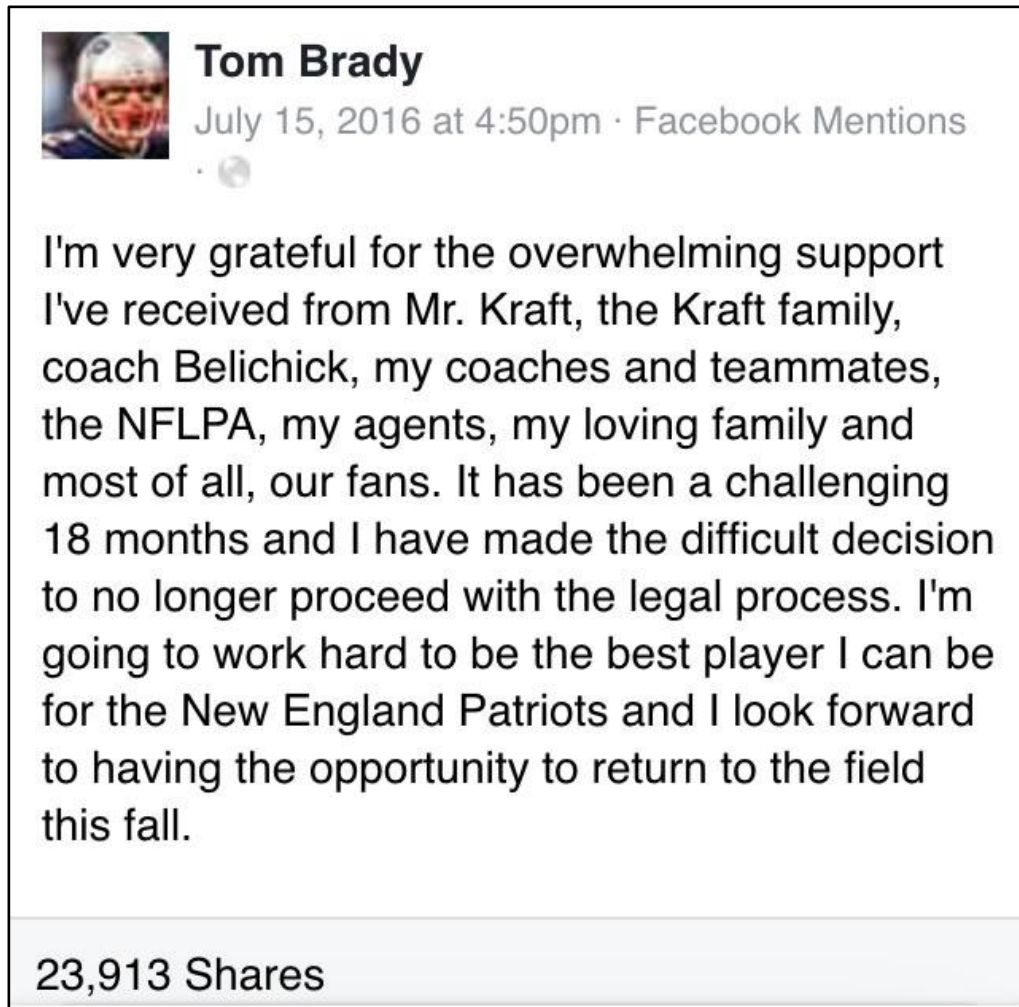 Tom Brady
July 15, 2016 at 4:50pm · Facebook Mentions
·
I'm very grateful for the overwhelming support
I've received from Mr. Kraft, the Kraft family,
coach Belichick, my coaches and teammates,
the NFLPA, my agents, my loving family and
most of all, our fans. It has been a challenging
18 months and I have made the difficult decision
to no longer proceed with the legal process. I'm
going to work hard to be the best player I can be
for the New England Patriots and I look forward
to having the opportunity to return to the field
this fall.
23,913 Shares